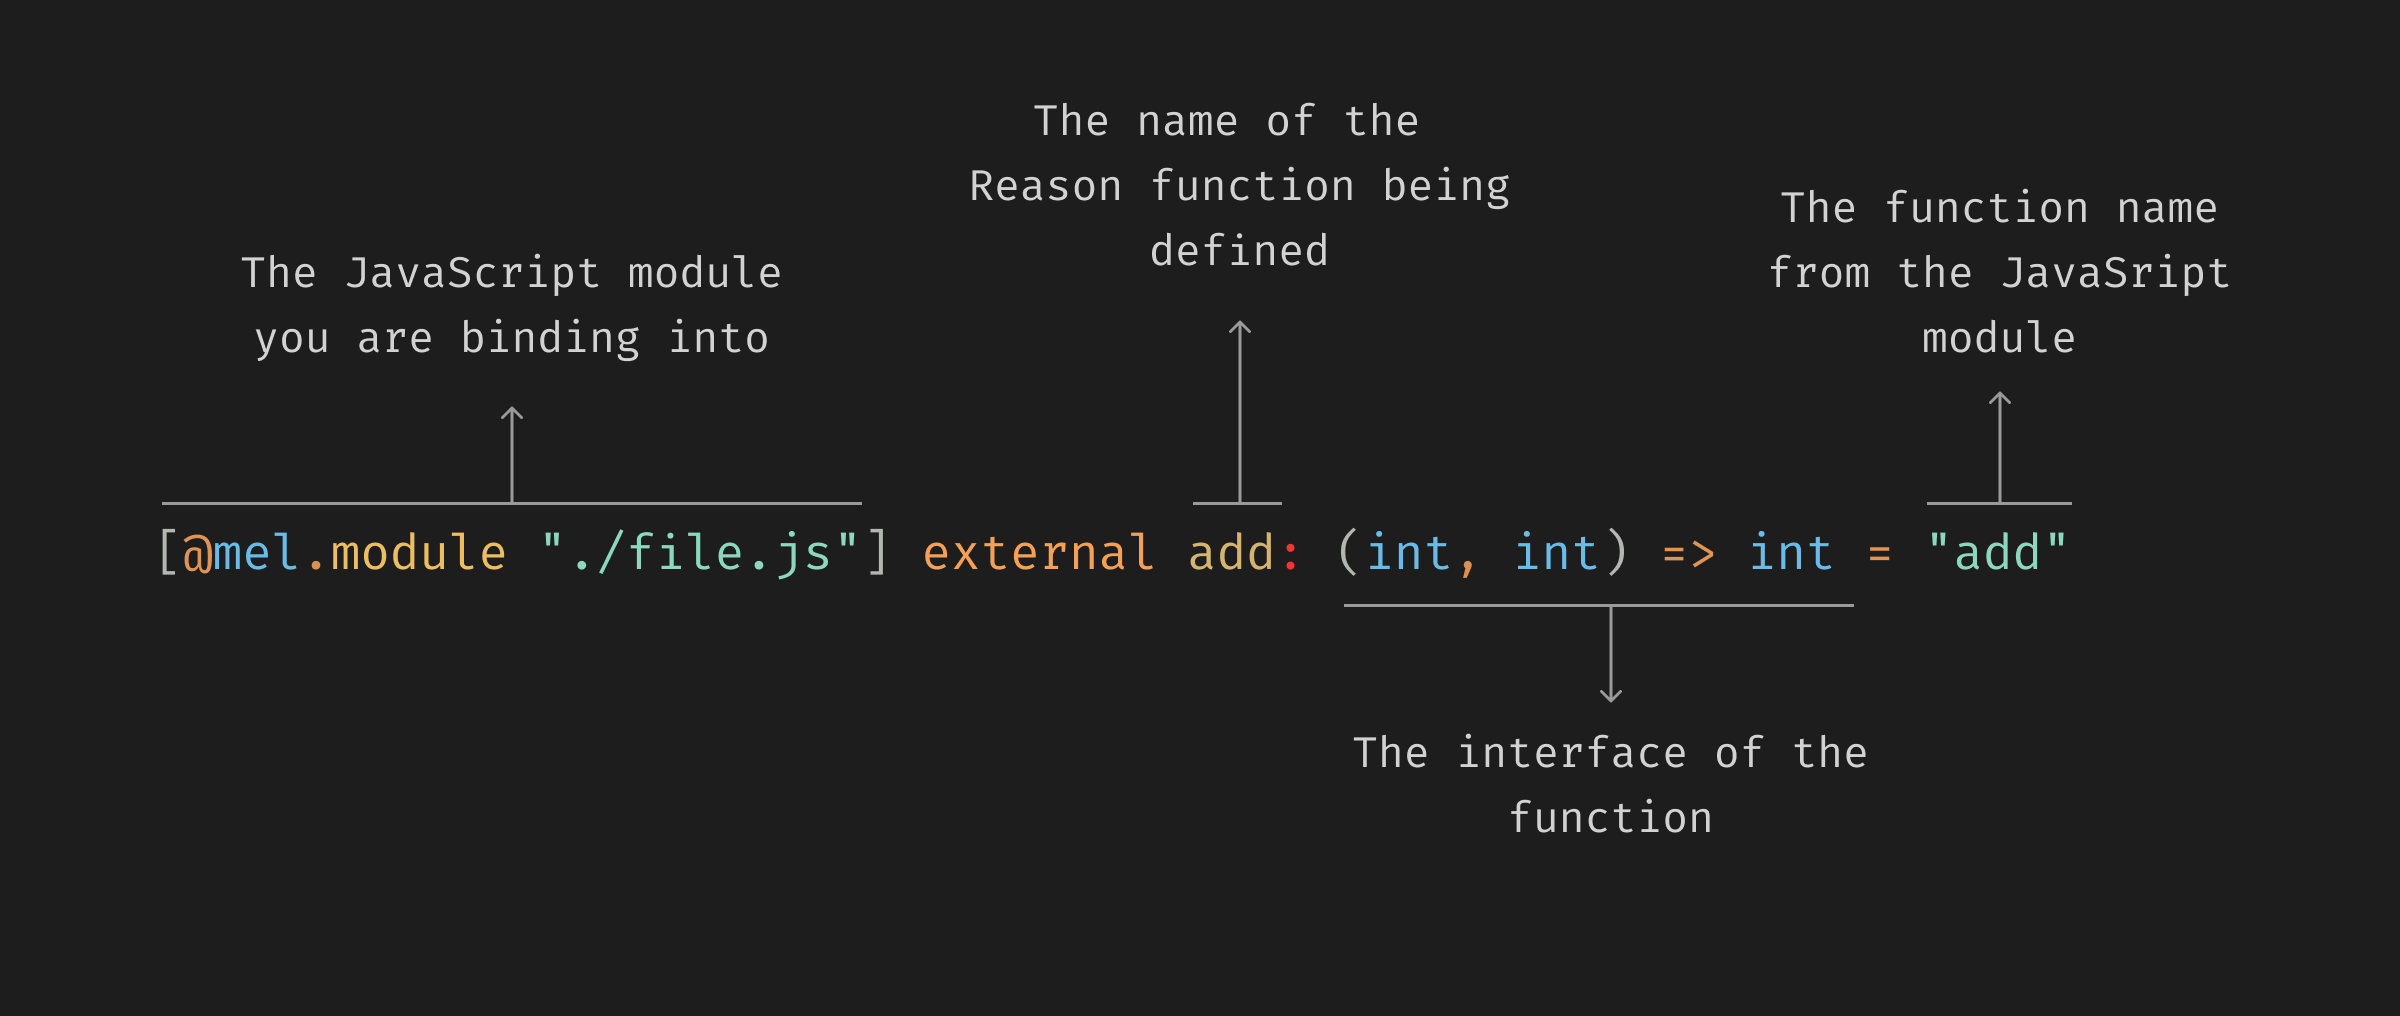 The name of the
Reason function being
defined
The function name
from the JavaSript
module
The JavaScript module
you are binding into
[@mel.module "./file.js"] external add: (int, int) => int = "add"
The interface of the
function